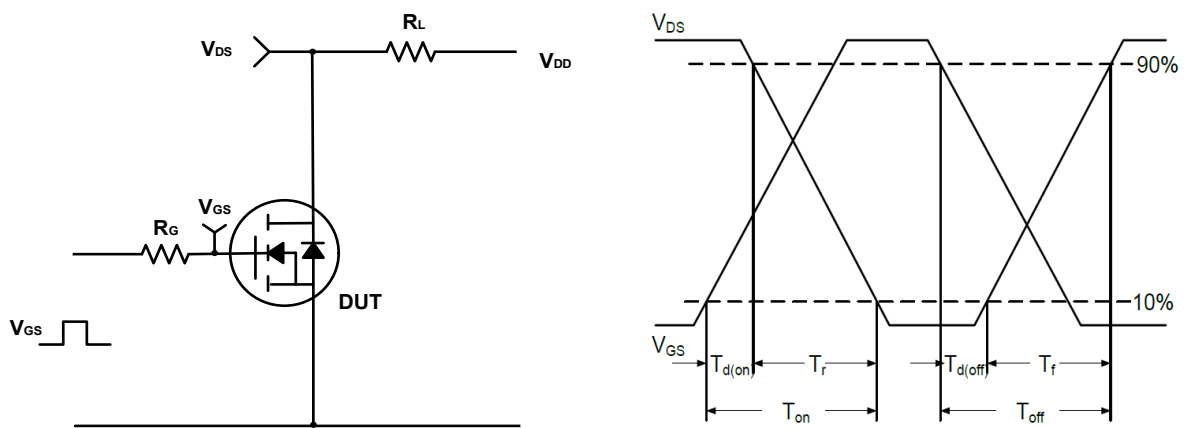 RL
VDS
VDD
VGS
RG
DUT
VGS
VDS
90%
10%
VGS
Td(on)
Tr
Td(off)
Tf
Ton
Toff